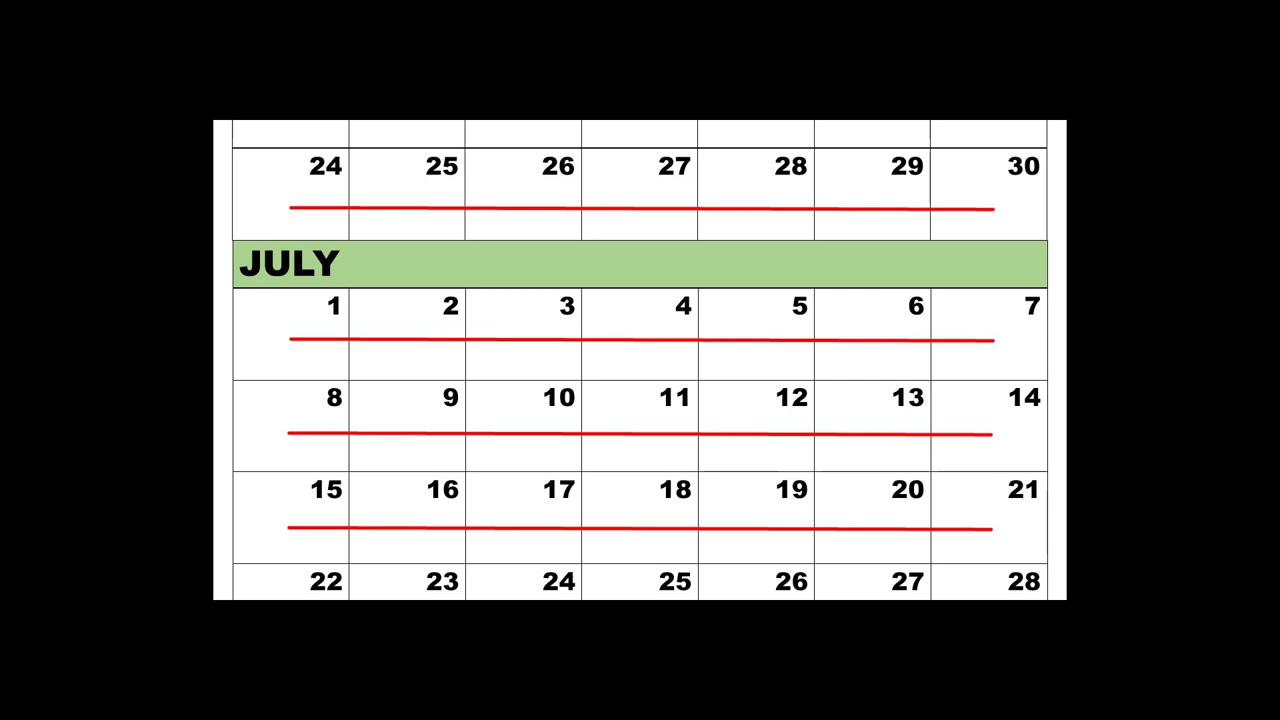 24 25 26 27 28 29 30
JULY
1 2 3 4 5 6 7
8 9 10 11 12 13 14
15 16 17 18 19 20 21
22 23 24 25 26 27 28